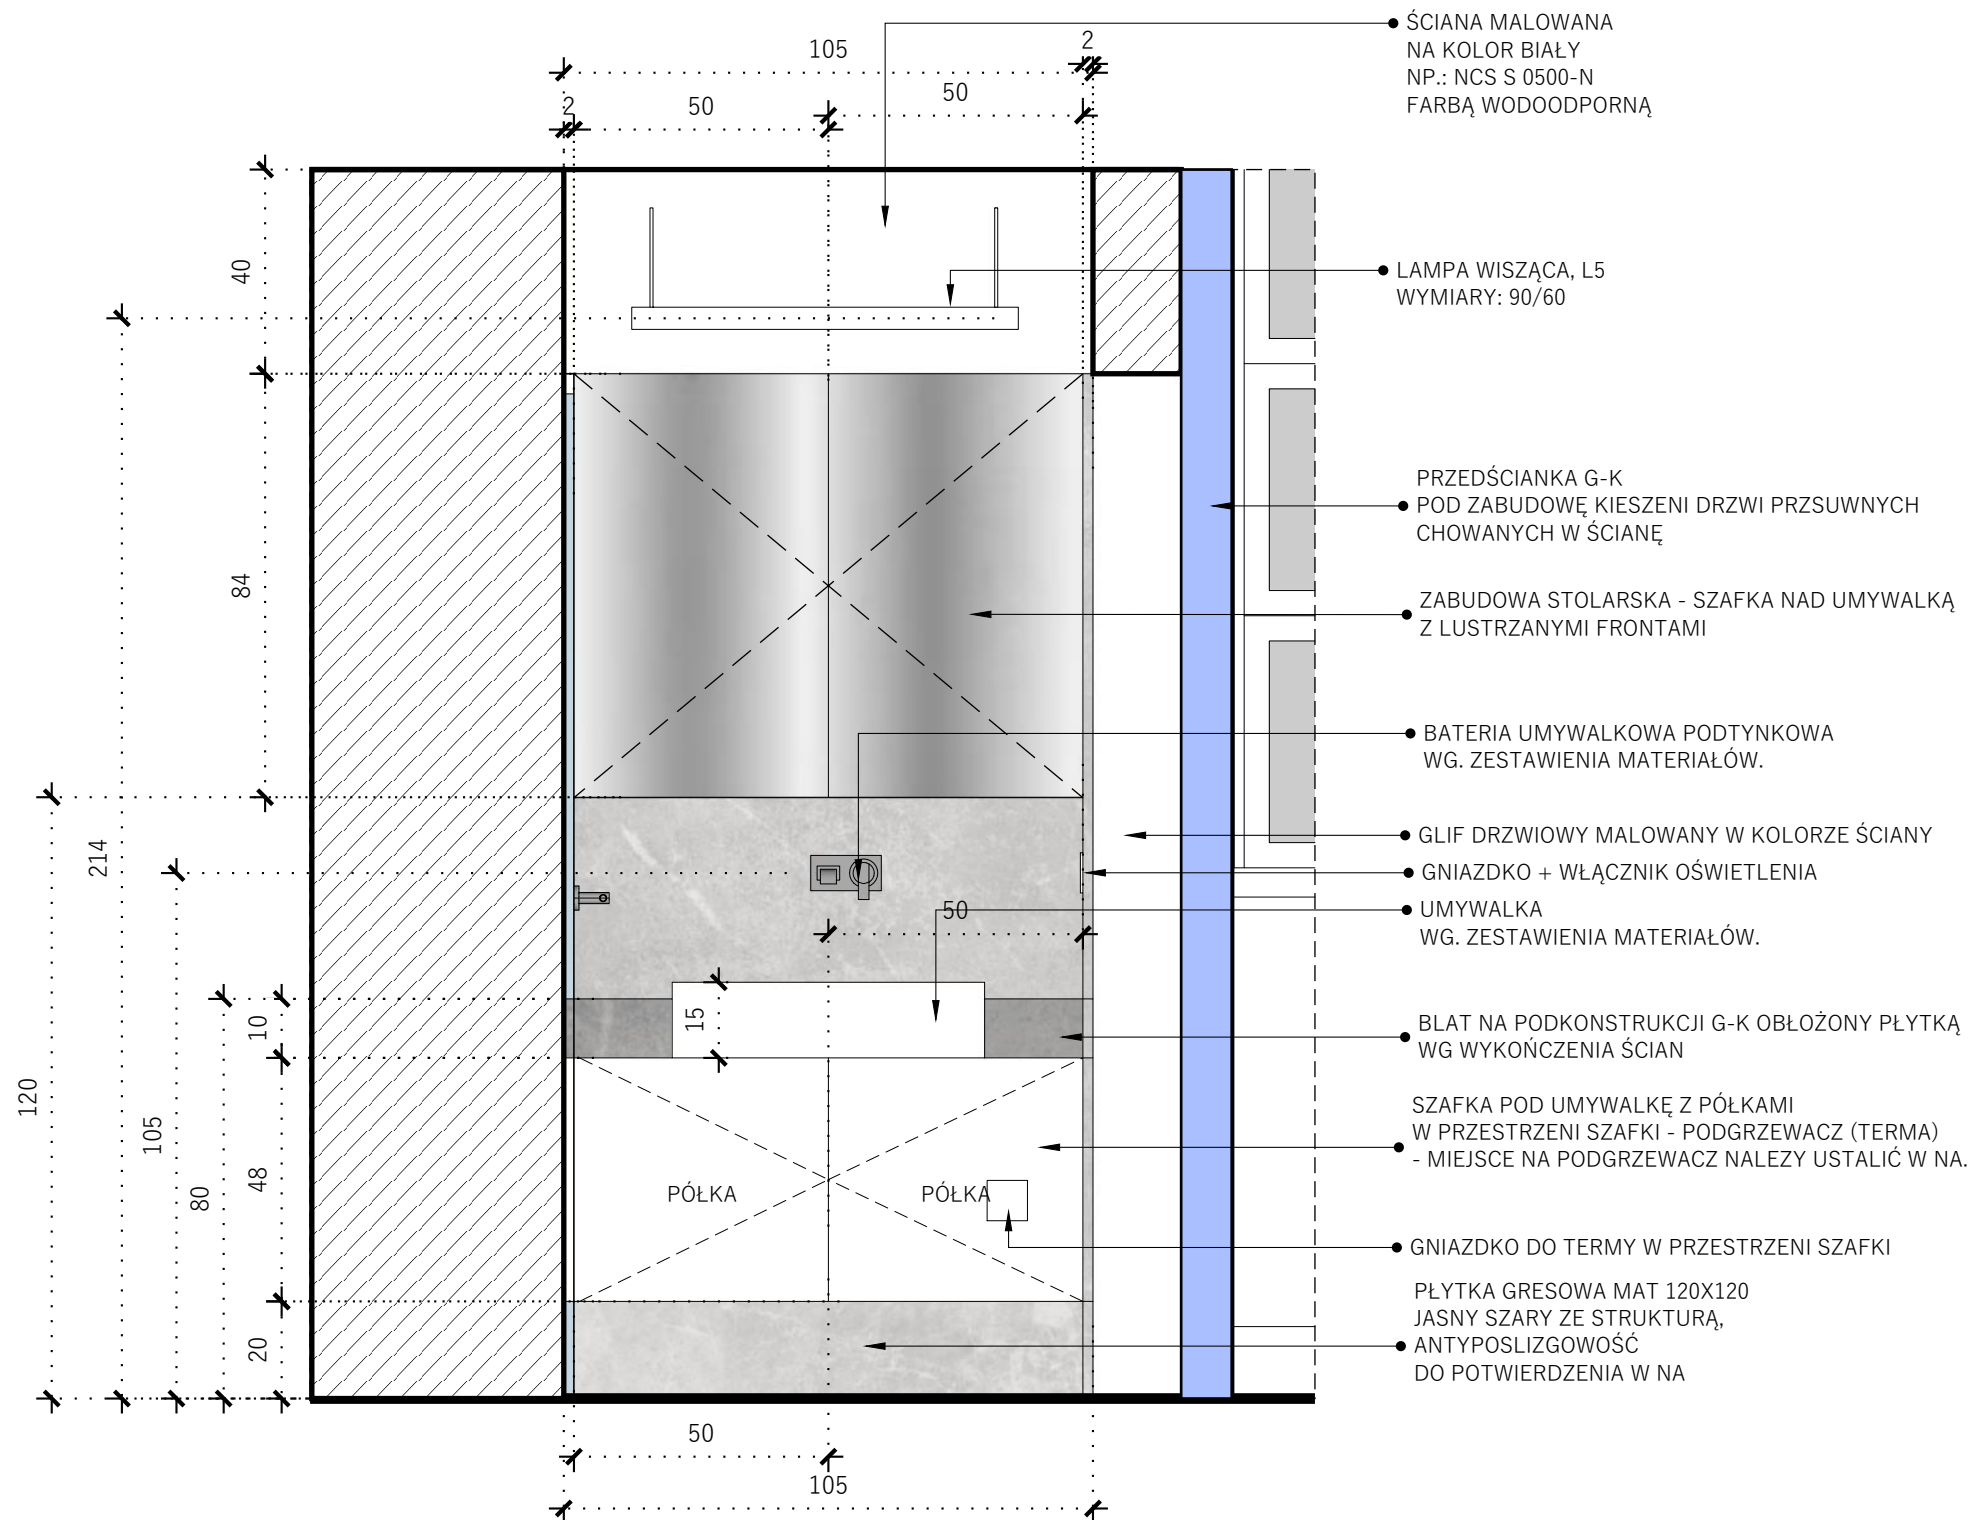 ŚCIANA MALOWANA
NA KOLOR BIAŁY
NP.: NCS S 0500-N
FARBĄ WODOODPORNĄ
105
2
2
50
50
LAMPA WISZĄCA, L5
WYMIARY: 90/60
40
PRZEDŚCIANKA G-K
POD ZABUDOWĘ KIESZENI DRZWI PRZSUWNYCH
CHOWANYCH W ŚCIANĘ
84
ZABUDOWA STOLARSKA - SZAFKA NAD UMYWALKĄ
Z LUSTRZANYMI FRONTAMI
BATERIA UMYWALKOWA PODTYNKOWA
WG. ZESTAWIENIA MATERIAŁÓW.
GLIF DRZWIOWY MALOWANY W KOLORZE ŚCIANY
214
GNIAZDKO + WŁĄCZNIK OŚWIETLENIA
50
UMYWALKA
WG. ZESTAWIENIA MATERIAŁÓW.
10
15
BLAT NA PODKONSTRUKCJI G-K OBŁOŻONY PŁYTKĄ
WG WYKOŃCZENIA ŚCIAN
120
105
80
48
SZAFKA POD UMYWALKĘ Z PÓŁKAMI
W PRZESTRZENI SZAFKI - PODGRZEWACZ (TERMA)
- MIEJSCE NA PODGRZEWACZ NALEZY USTALIĆ W NA.
PÓŁKA
PÓŁKA
GNIAZDKO DO TERMY W PRZESTRZENI SZAFKI
20
PŁYTKA GRESOWA MAT 120X120
JASNY SZARY ZE STRUKTURĄ,
ANTYPOSLIZGOWOŚĆ
DO POTWIERDZENIA W NA
50
105